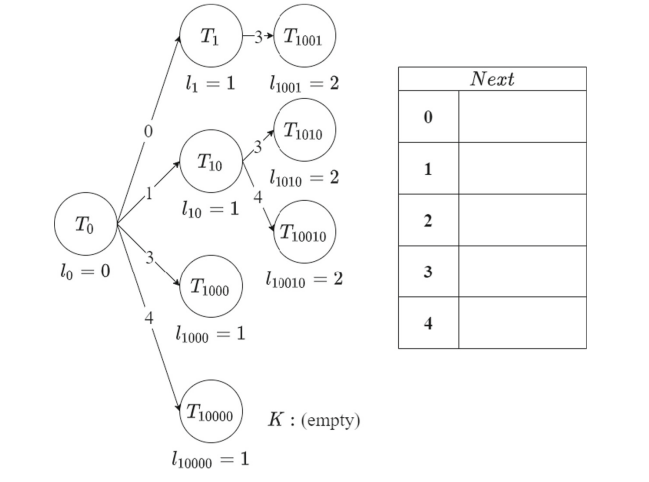 T₁
3
T₁₀₀₁
l₁ = 1
l₁₀₀₁ = 2
0
T₁₀
3
T₁₀₁₀
l₁₀₁₀ = 2
1
4
l₁₀ = 1
T₁₀₀₁₀
l₁₀₀₁₀ = 2
T₀
l₀ = 0
3
T₁₀₀₀
l₁₀₀₀ = 1
4
T₁₀₀₀₀
K : (empty)
l₁₀₀₀₀ = 1
Next
0
1
2
3
4